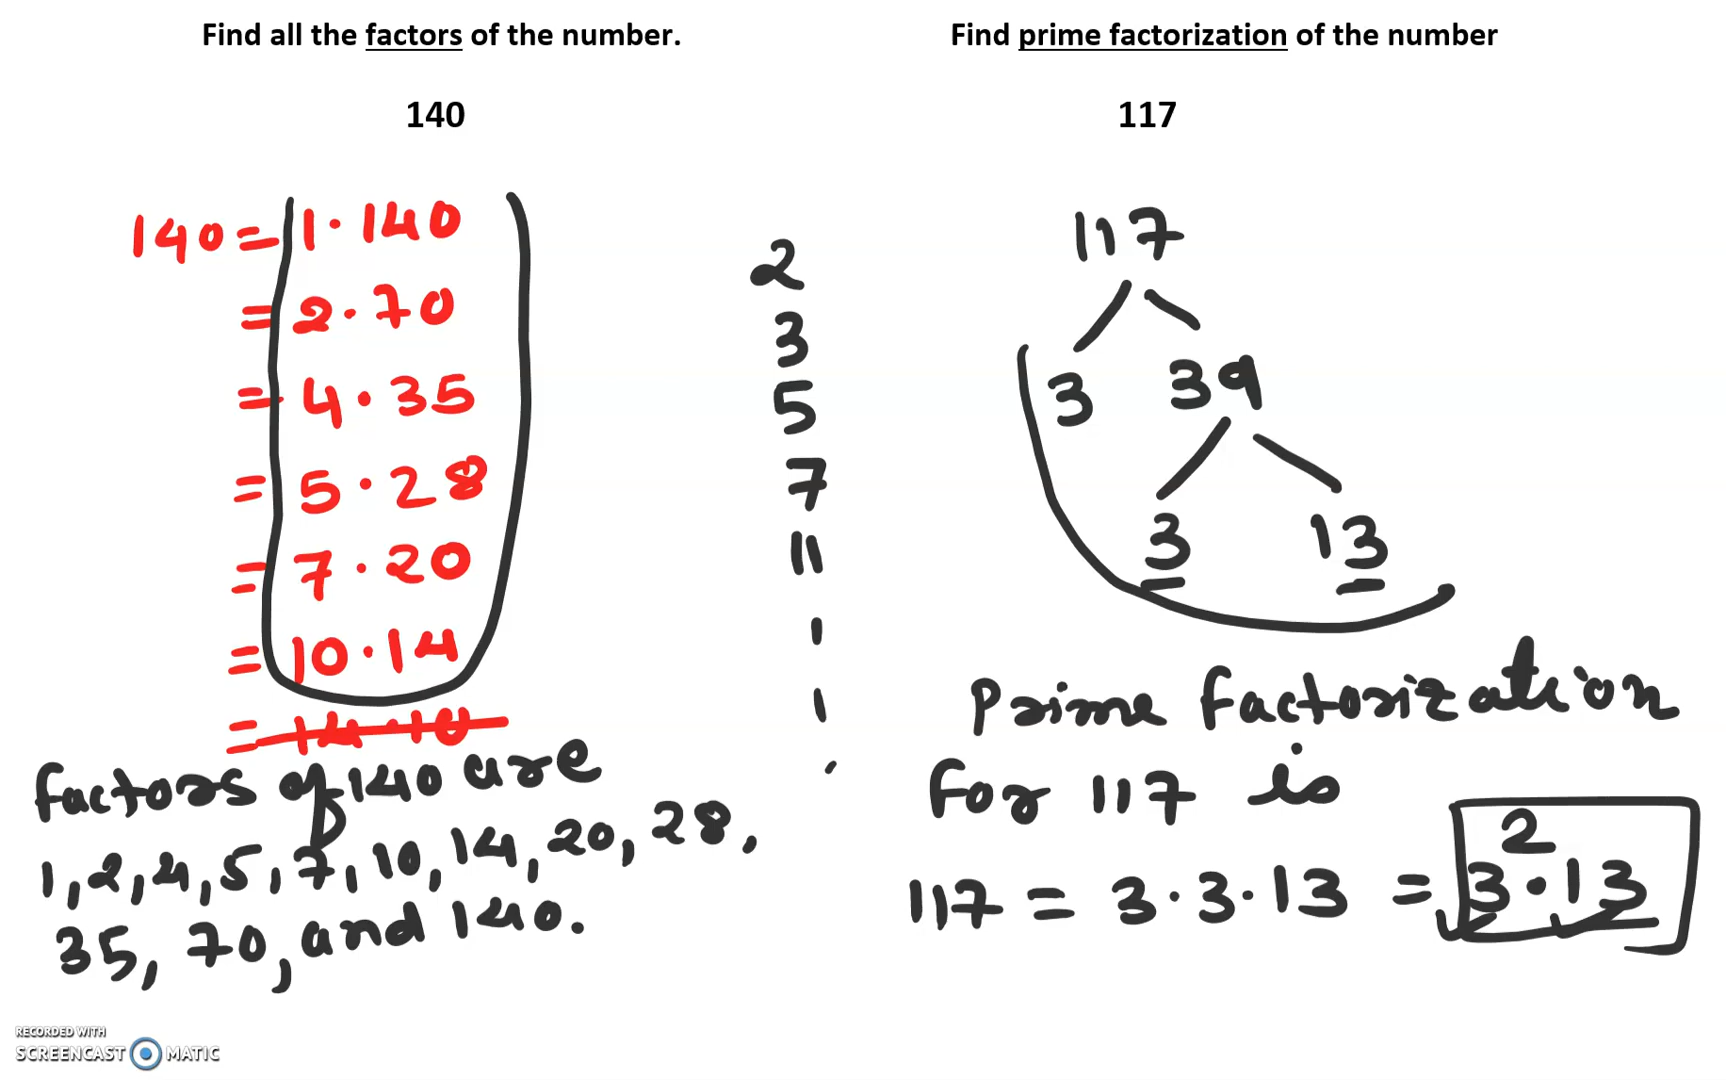 Find all the factors of the number.
140
140 = 1 · 140
= 2 · 70
= 4 · 35
= 5 · 28
= 7 · 20
= 10 · 14
= 14 · 10
factors of 140 are
1, 2, 4, 5, 7, 10, 14, 20, 28,
35, 70, and 140.
2
3
5
7
11
Find prime factorization of the number
117
117
3 39
3 13
Prime factorization
for 117 is
117 = 3 · 3 · 13 = 3² · 13
RECORDED WITH
SCREENCAST MATIC